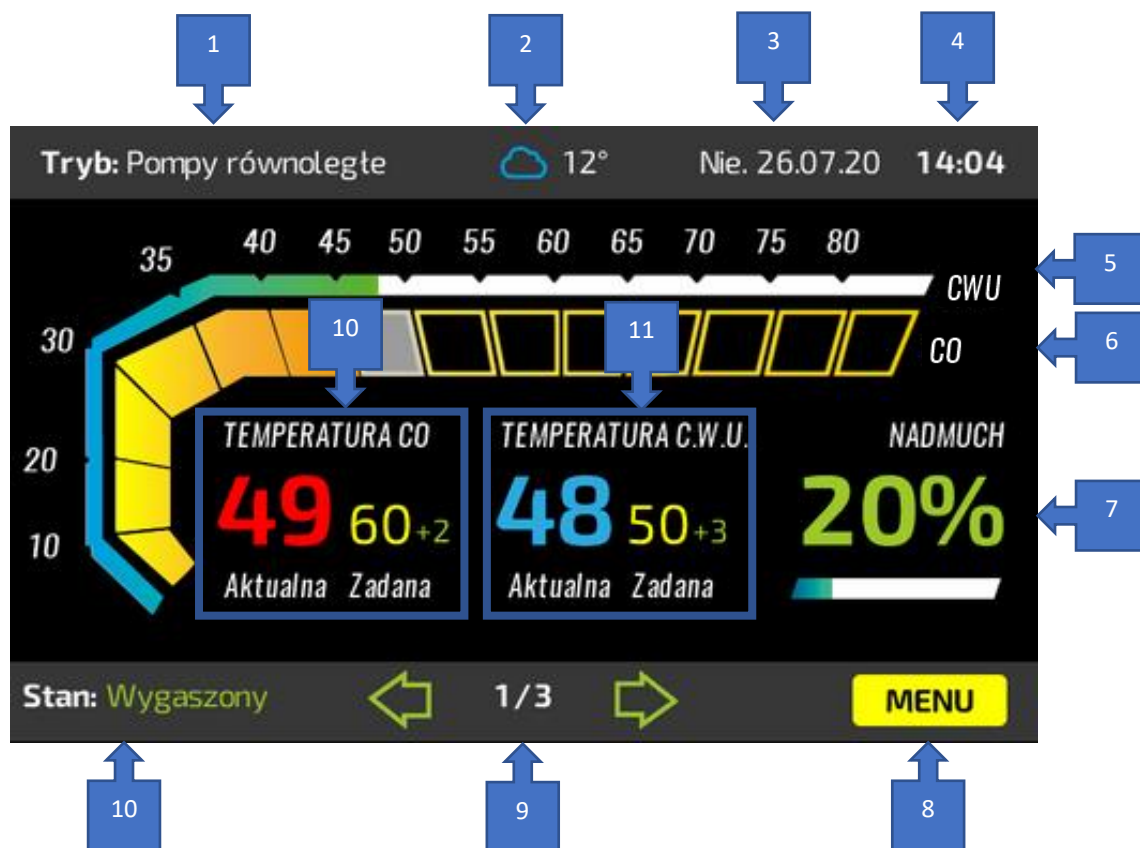 1 2 3 4
Tryb: Pompy równoległe 12° Nie. 26.07.20 14:04
35 40 45 50 55 60 65 70 75 80
CWU 5
30 10 11 CO 6
TEMPERATURA CO TEMPERATURA C.W.U. NADMUCH
20
49 60+2 48 50+3 20% 7
10
Aktualna Zadana Aktualna Zadana
Stan: Wygaszony 1/3 MENU
10 9 8